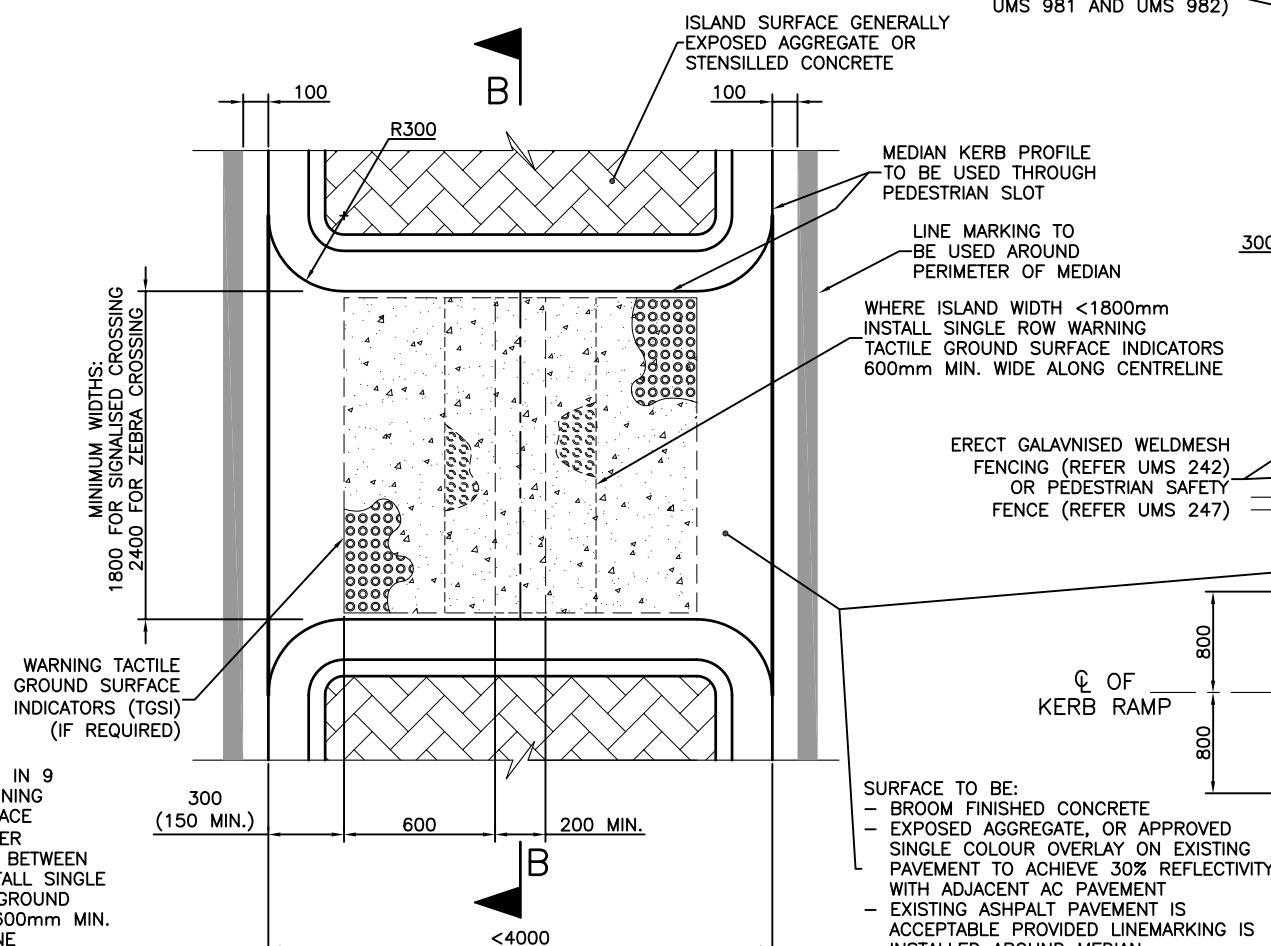 UMS 981 AND UMS 982)
ISLAND SURFACE GENERALLY
EXPOSED AGGREGATE OR
STENSILLED CONCRETE
B
100
100
R300
MEDIAN KERB PROFILE
TO BE USED THROUGH
PEDESTRIAN SLOT
LINE MARKING TO
BE USED AROUND
PERIMETER OF MEDIAN
300
WHERE ISLAND WIDTH <1800mm
INSTALL SINGLE ROW WARNING
TACTILE GROUND SURFACE INDICATORS
600mm MIN. WIDE ALONG CENTRELINE
MINIMUM WIDTHS:
1800 FOR SIGNALISED CROSSING
2400 FOR ZEBRA CROSSING
ERECT GALAVNISED WELDMESH
FENCING (REFER UMS 242)
OR PEDESTRIAN SAFETY
FENCE (REFER UMS 247)
WARNING TACTILE
GROUND SURFACE
INDICATORS (TGSI)
(IF REQUIRED)
800
℄ OF
KERB RAMP
800
IN 9
NING
ACE
ER
BETWEEN
TALL SINGLE
GROUND
600mm MIN.
NE
300
(150 MIN.)
600
200 MIN.
B
<4000
SURFACE TO BE:
– BROOM FINISHED CONCRETE
– EXPOSED AGGREGATE, OR APPROVED
SINGLE COLOUR OVERLAY ON EXISTING
PAVEMENT TO ACHIEVE 30% REFLECTIVITY
WITH ADJACENT AC PAVEMENT
– EXISTING ASHPALT PAVEMENT IS
ACCEPTABLE PROVIDED LINEMARKING IS
INSTALLED AROUND MEDIAN